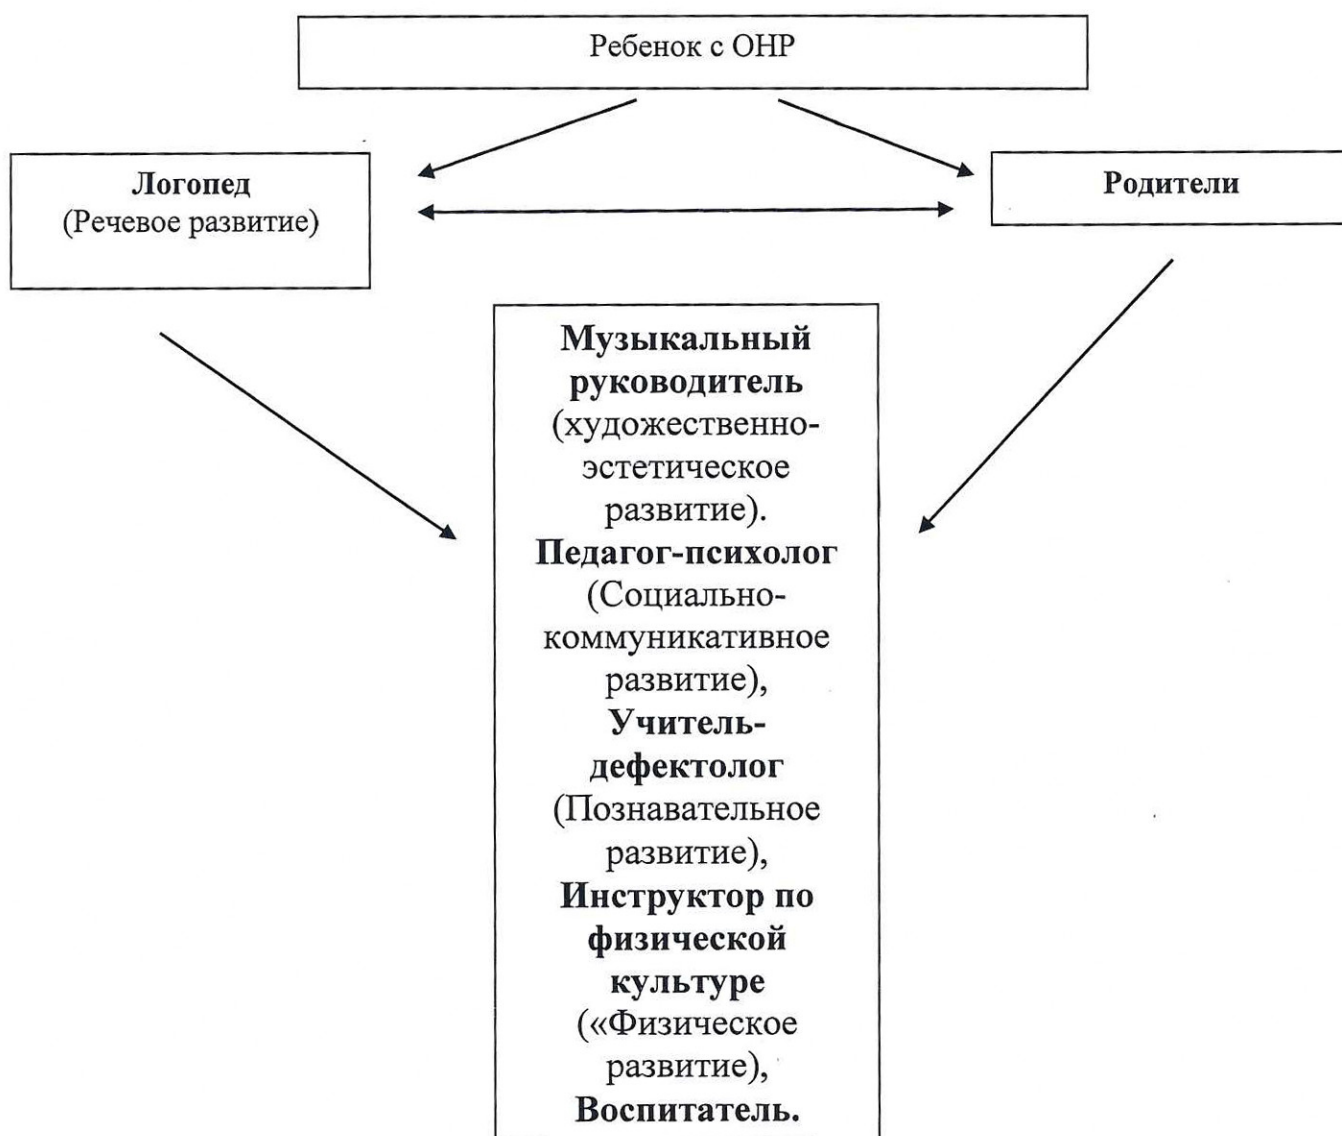 Ребенок с ОНР
Логопед
(Речевое развитие)
Родители
Музыкальный
руководитель
(художественно-
эстетическое
развитие).
Педагог-психолог
(Социально-
коммуникативное
развитие),
Учитель-
дефектолог
(Познавательное
развитие),
Инструктор по
физической
культуре
(«Физическое
развитие),
Воспитатель.